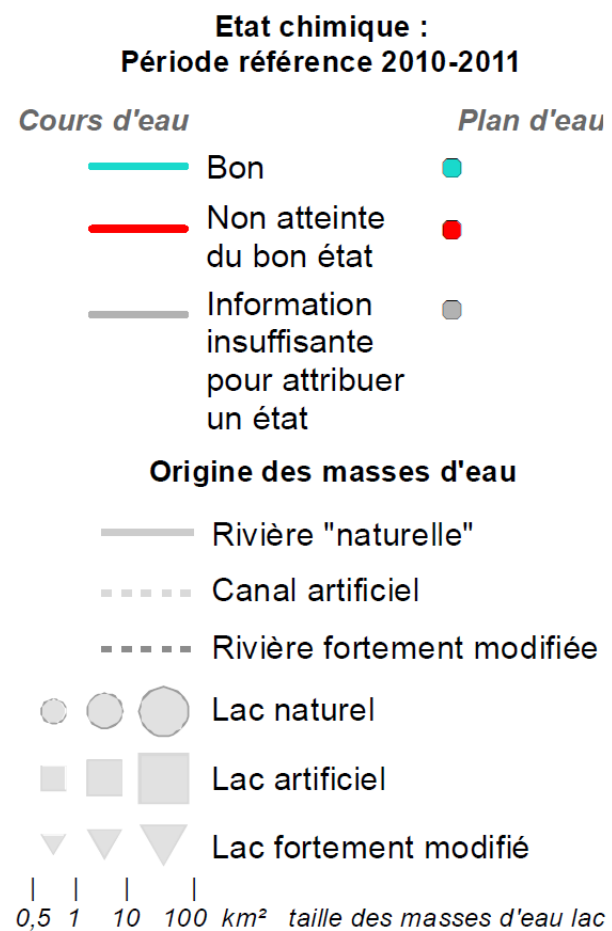 Etat chimique :
Période référence 2010-2011
Cours d'eau Plan d'eau
Bon
Non atteinte
du bon état
Information
insuffisante
pour attribuer
un état
Origine des masses d'eau
Rivière "naturelle"
Canal artificiel
Rivière fortement modifiée
Lac naturel
Lac artificiel
Lac fortement modifié
0,5 1 10 100 km² taille des masses d'eau lac